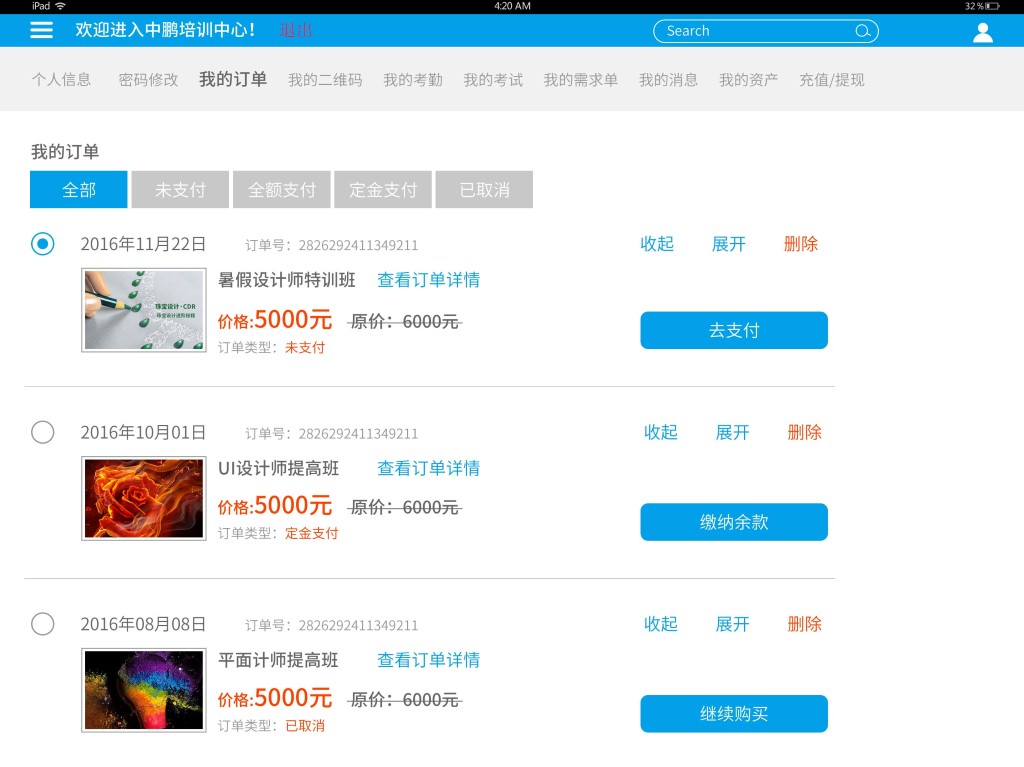 iPad 4:20 AM 32%
欢迎进入中鹏培训中心！ 退出 Search
个人信息 密码修改 我的订单 我的二维码 我的考勤 我的考试 我的需求单 我的消息 我的资产 充值/提现
我的订单
全部 未支付 全额支付 定金支付 已取消
2016年11月22日 订单号：2826292411349211 收起 展开 删除
珠宝设计·CDR
暑假设计师特训班 查看订单详情
价格:5000元 原价：6000元
订单类型：未支付
去支付
2016年10月01日 订单号：2826292411349211 收起 展开 删除
UI设计师提高班 查看订单详情
价格:5000元 原价：6000元
订单类型：定金支付
缴纳余款
2016年08月08日 订单号：2826292411349211 收起 展开 删除
平面计师提高班 查看订单详情
价格:5000元 原价：6000元
订单类型：已取消
继续购买